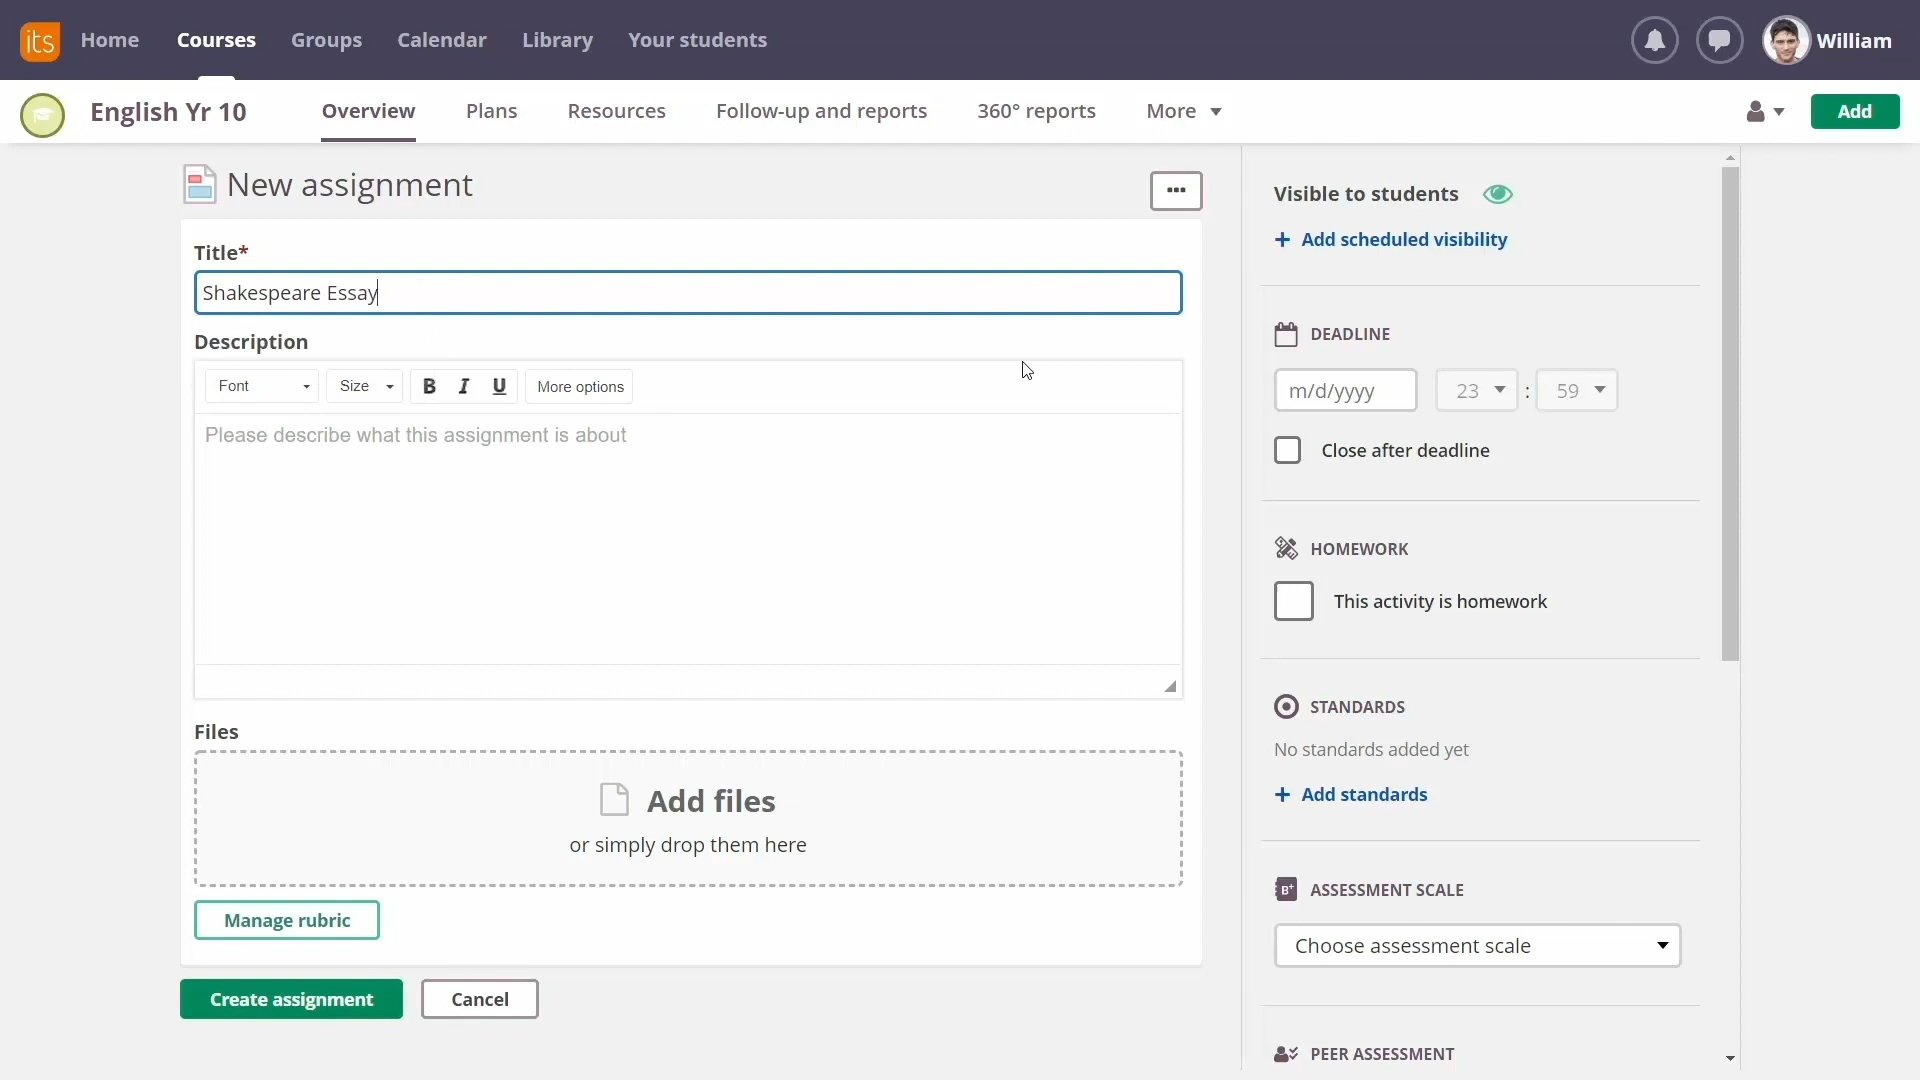 its Home Courses Groups Calendar Library Your students William
English Yr 10 Overview Plans Resources Follow-up and reports 360° reports More Add
New assignment
Title*
Shakespeare Essay
Description
Font Size B I U More options
Please describe what this assignment is about
Files
Add files
or simply drop them here
Manage rubric
Create assignment Cancel
Visible to students
+ Add scheduled visibility
DEADLINE
m/d/yyyy 23 : 59
Close after deadline
HOMEWORK
This activity is homework
STANDARDS
No standards added yet
+ Add standards
B+ ASSESSMENT SCALE
Choose assessment scale
PEER ASSESSMENT